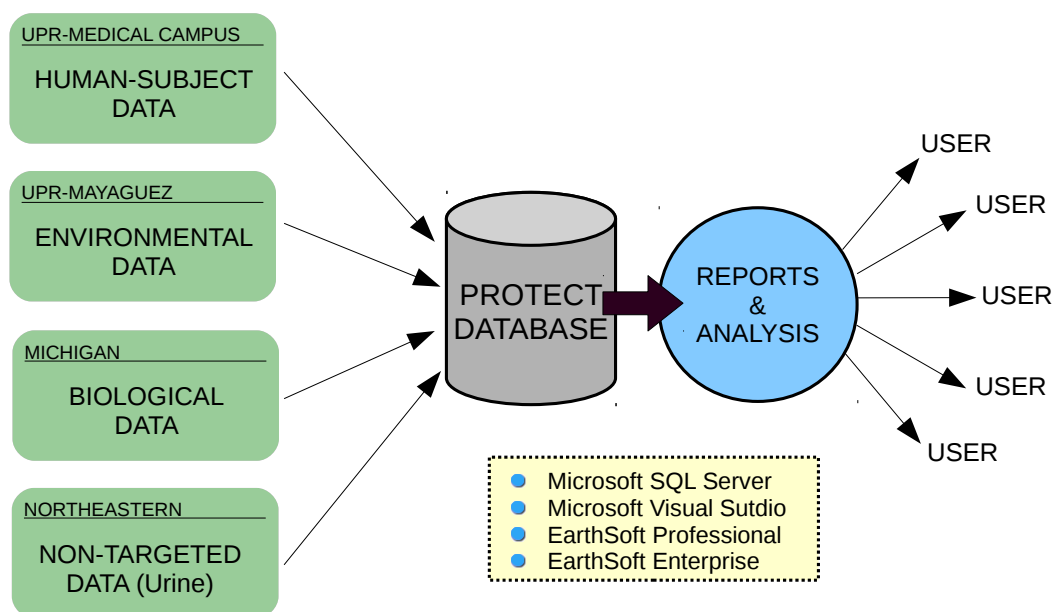 UPR-MEDICAL CAMPUS
HUMAN-SUBJECT
DATA
UPR-MAYAGUEZ
ENVIRONMENTAL
DATA
MICHIGAN
BIOLOGICAL
DATA
NORTHEASTERN
NON-TARGETED
DATA (Urine)
PROTECT
DATABASE
REPORTS
&
ANALYSIS
USER
USER
USER
USER
USER
Microsoft SQL Server
Microsoft Visual Sutdio
EarthSoft Professional
EarthSoft Enterprise